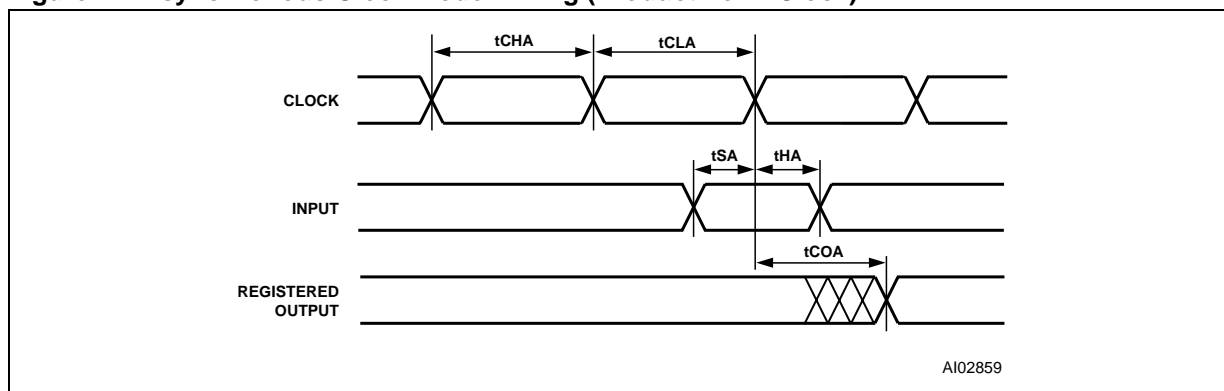 tCHA tCLA
CLOCK
tSA tHA
INPUT
tCOA
REGISTERED
OUTPUT
AI02859